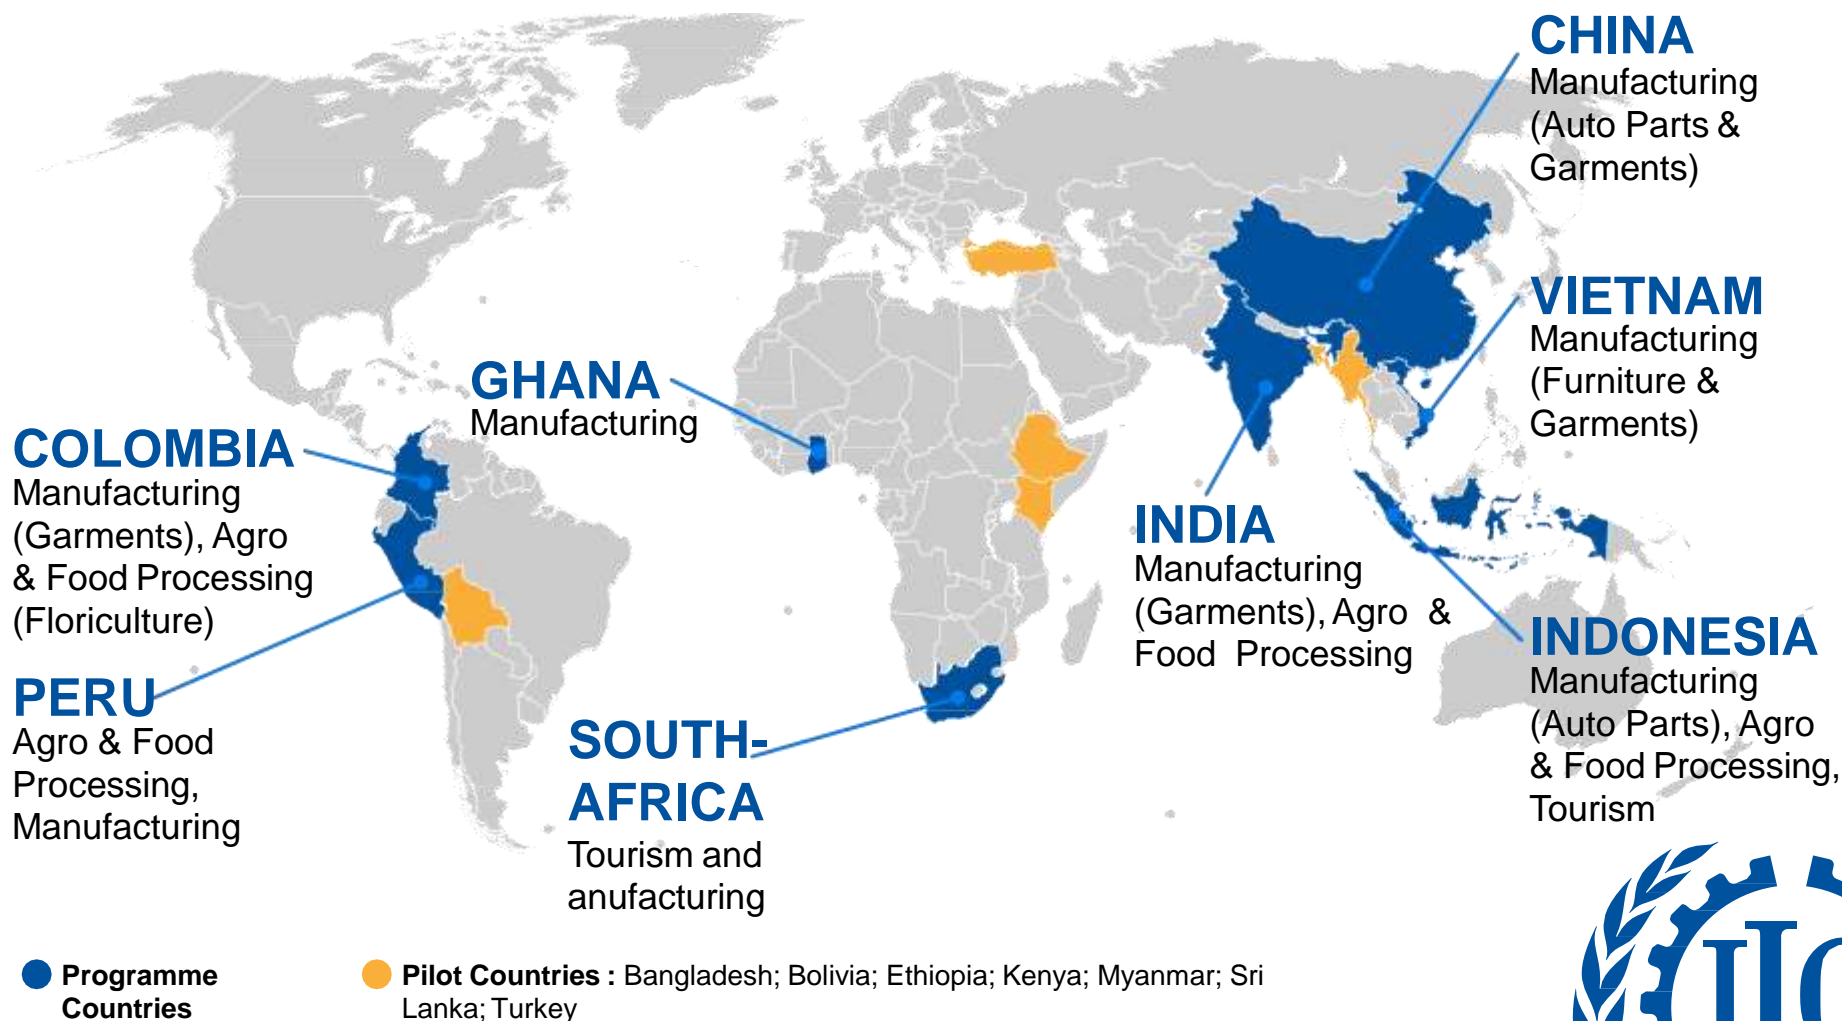 CHINA
Manufacturing
(Auto Parts &
Garments)
VIETNAM
Manufacturing
(Furniture &
Garments)
GHANA
Manufacturing
COLOMBIA
Manufacturing
(Garments), Agro
& Food Processing
(Floriculture)
INDIA
Manufacturing
(Garments), Agro &
Food Processing
INDONESIA
Manufacturing
(Auto Parts), Agro
& Food Processing,
Tourism
PERU
Agro & Food
Processing,
Manufacturing
SOUTH-
AFRICA
Tourism and
anufacturing
Programme
Countries
Pilot Countries : Bangladesh; Bolivia; Ethiopia; Kenya; Myanmar; Sri
Lanka; Turkey